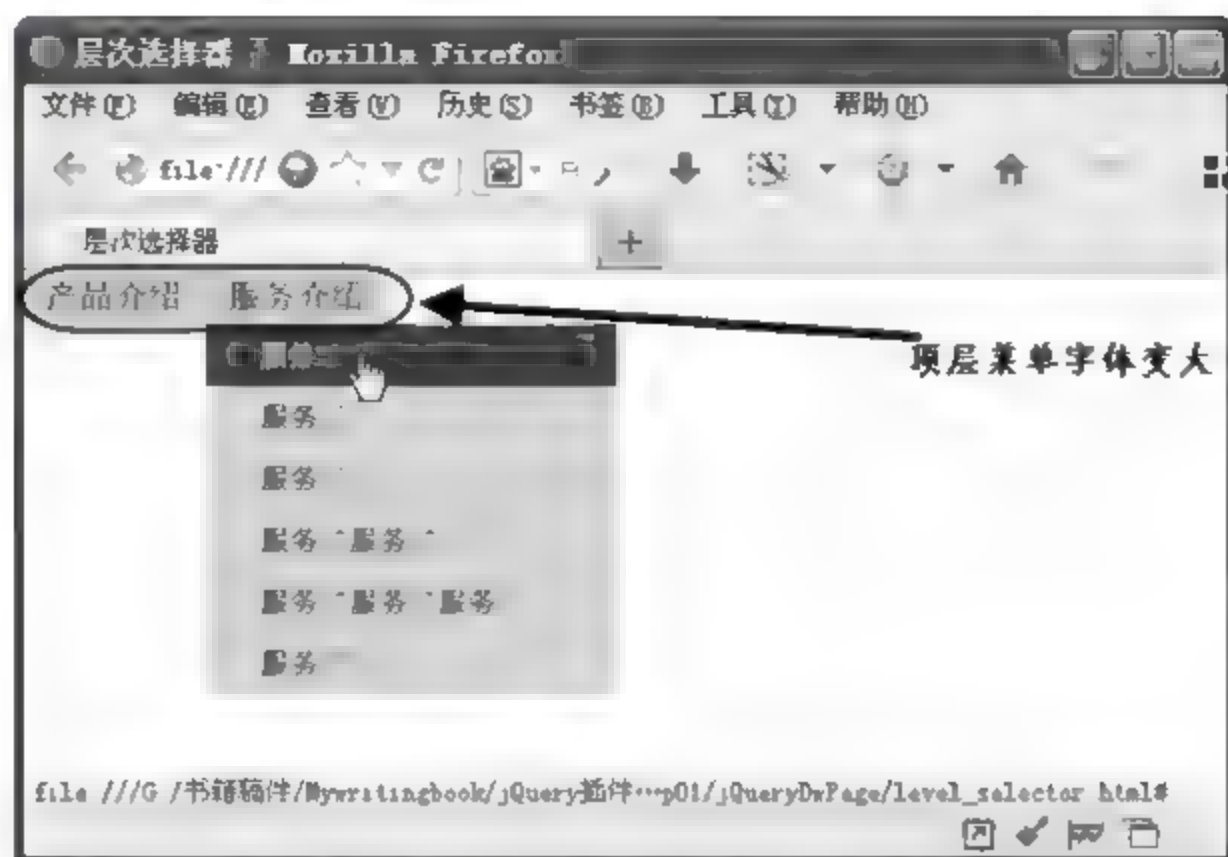 层次选择器 - Mozilla Firefox
文件(F) 编辑(E) 查看(V) 历史(S) 书签(B) 工具(T) 帮助(H)
file:///
层次选择器
产品介绍 服务介绍
顶层菜单字体变大
服务
服务
服务 服务
服务 服务 服务
服务
file:///G:/书籍稿件/Mywritingbook/jQuery插件…p01/jQueryDwPage/level_selector.html#